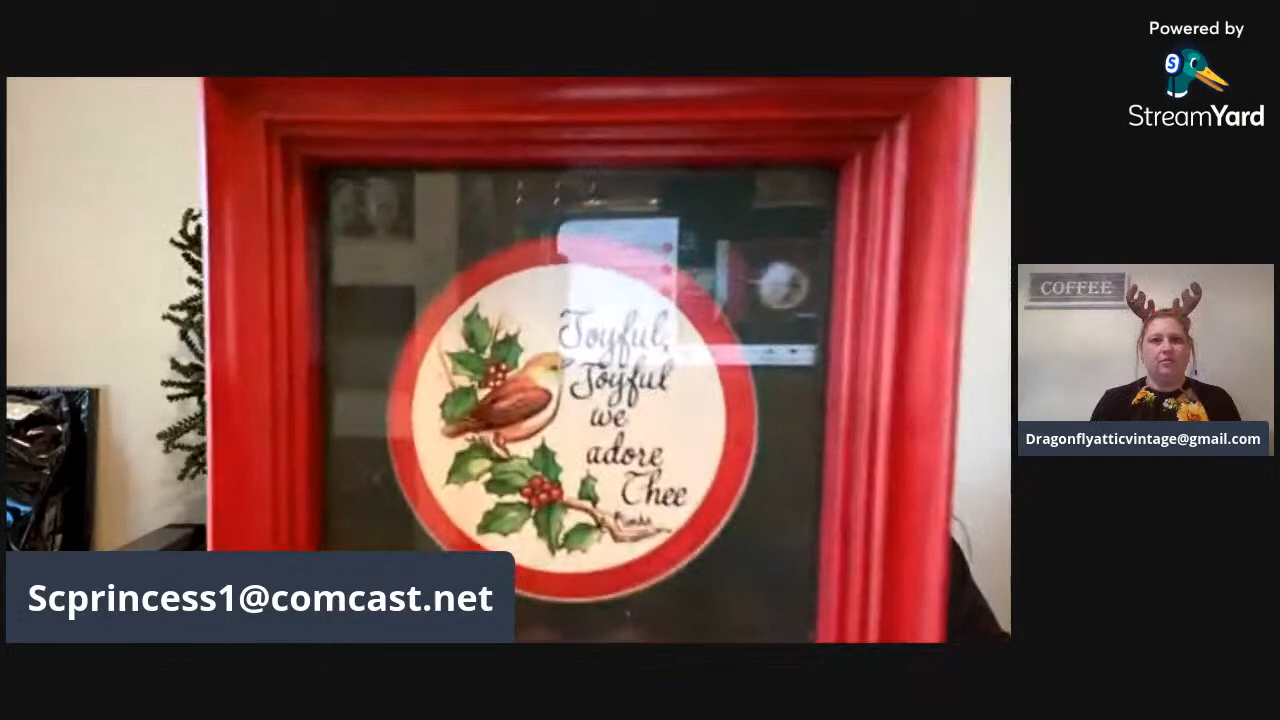 Powered by
S
StreamYard
Joyful,
Joyful
we
adore
Thee
COFFEE
Dragonflyatticvintage@gmail.com
Scprincess1@comcast.net